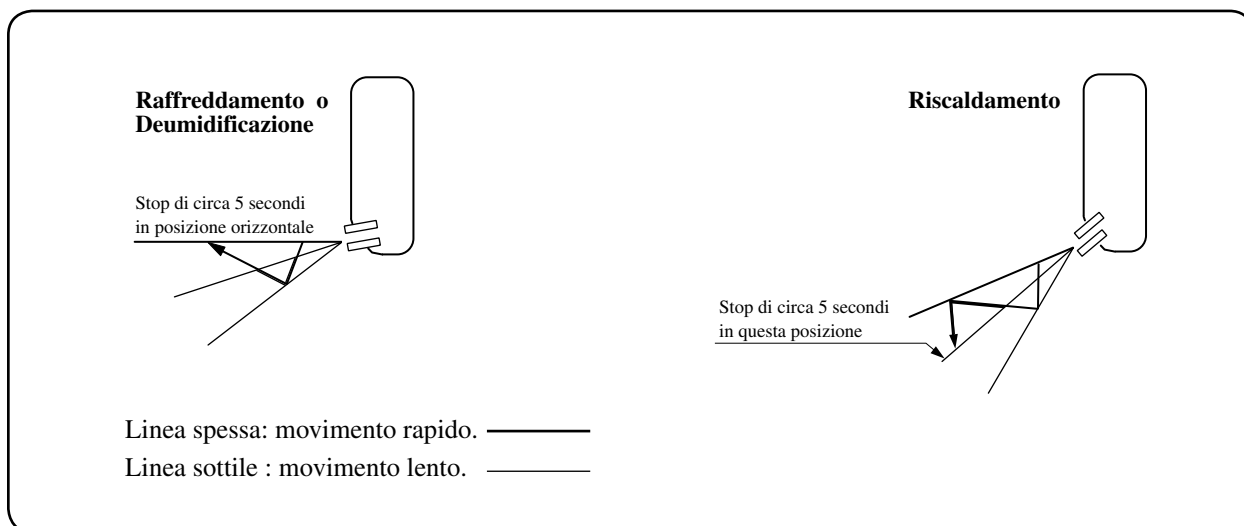 Raffreddamento o
Deumidificazione
Stop di circa 5 secondi
in posizione orizzontale
Riscaldamento
Stop di circa 5 secondi
in questa posizione
Linea spessa: movimento rapido.
Linea sottile : movimento lento.